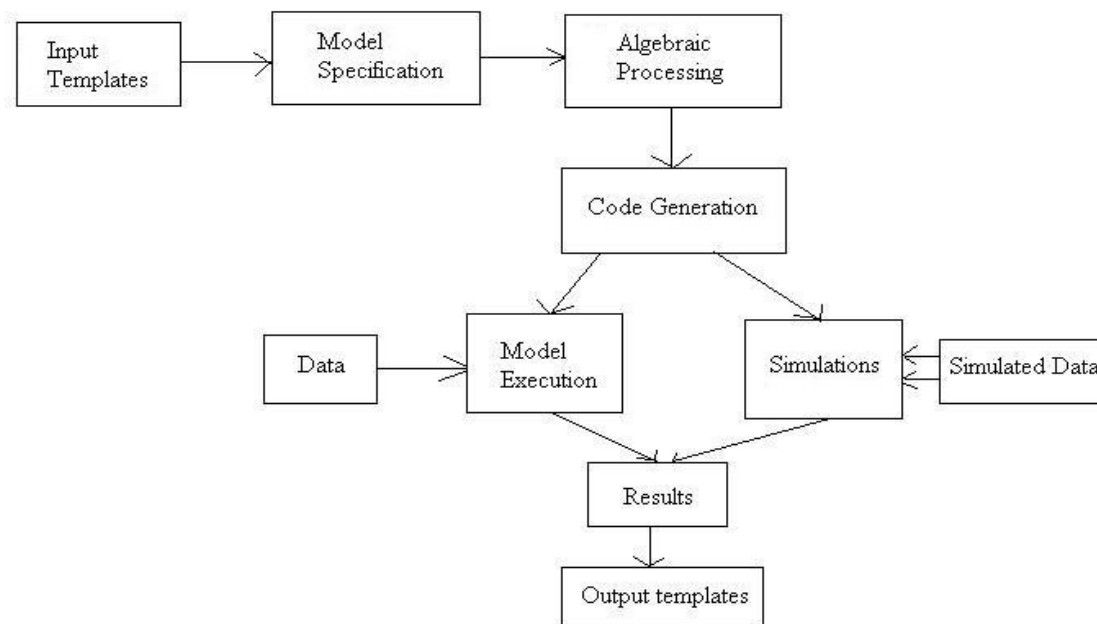 Input
Templates
Model
Specification
Algebraic
Processing
Code Generation
Data
Model
Execution
Simulations
Simulated Data
Results
Output templates